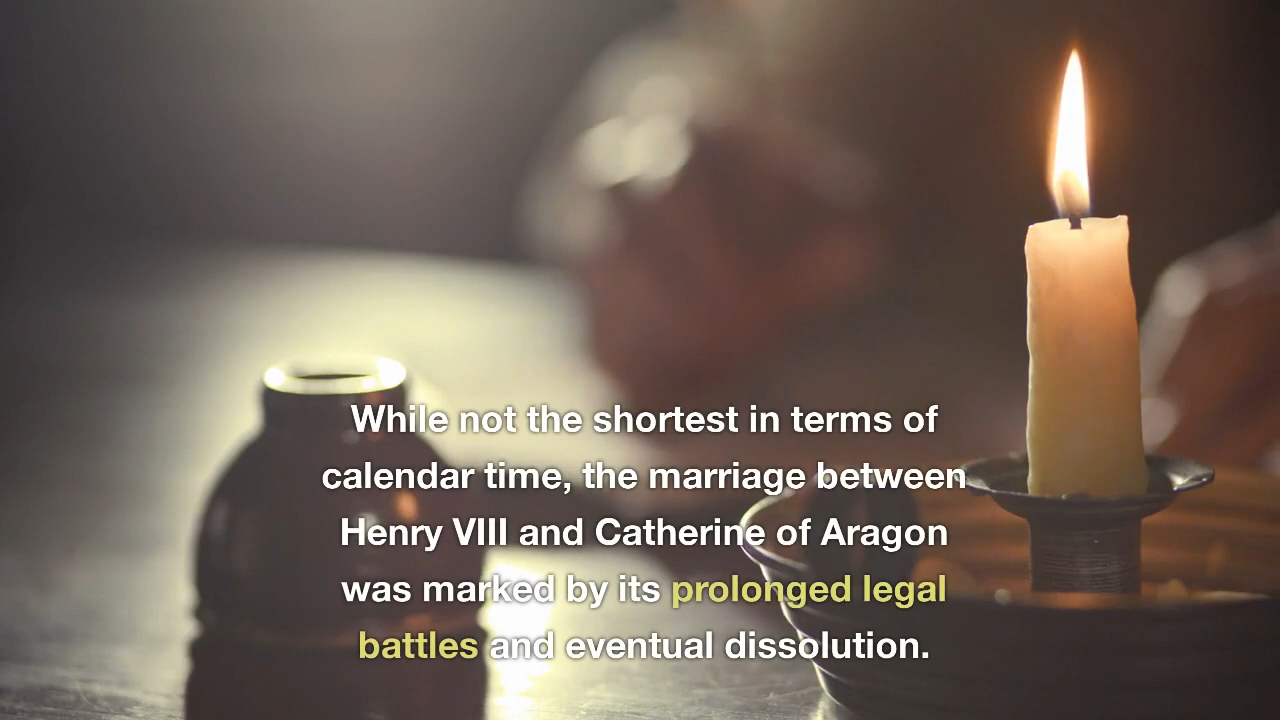 While not the shortest in terms of
calendar time, the marriage between
Henry VIII and Catherine of Aragon
was marked by its prolonged legal
battles and eventual dissolution.